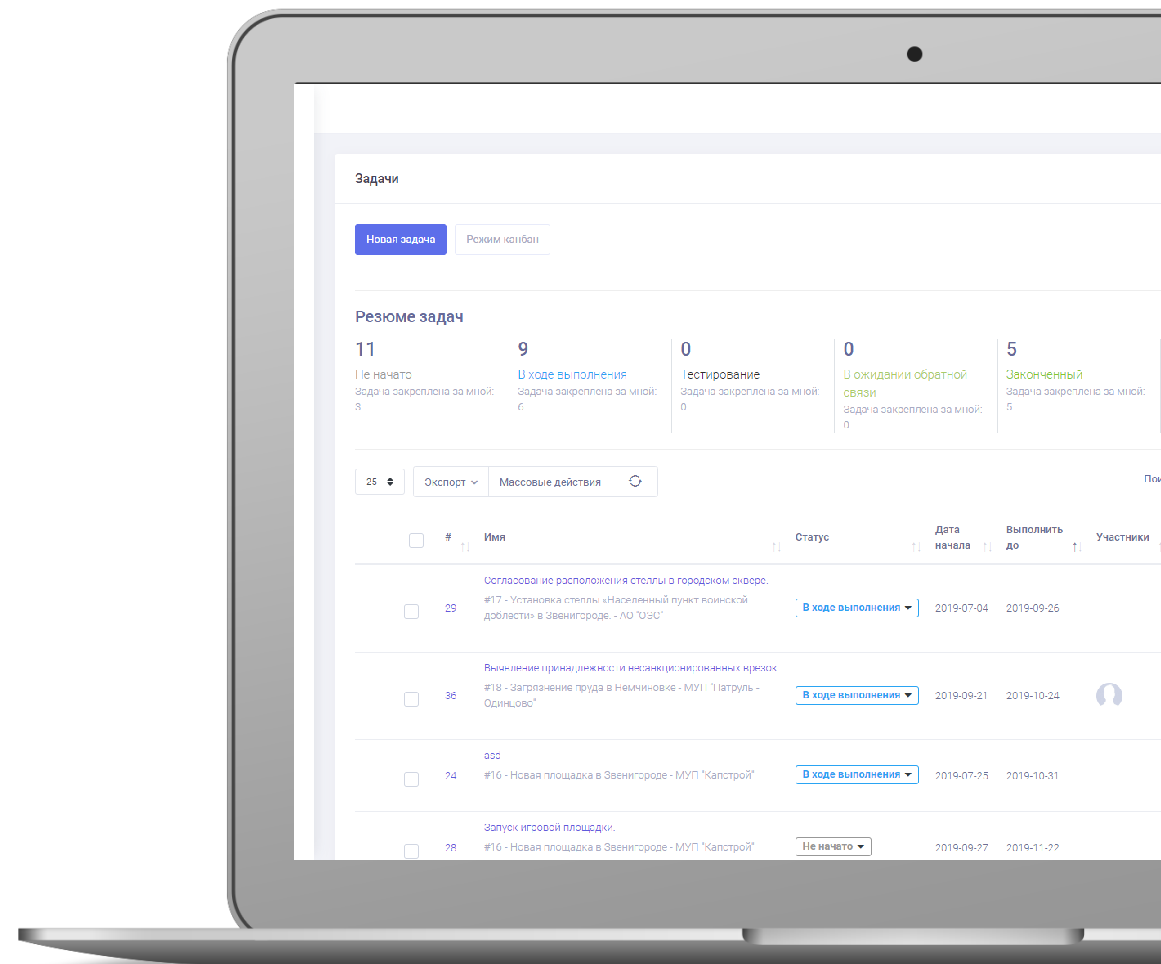 Задачи
Новая задача
Режим канбан
Резюме задач
11
9
0
0
5
Не начато
В ходе выполнения
Тестирование
В ожидании обратной связи
Законченный
Задача закреплена за мной: 3
Задача закреплена за мной: 6
Задача закреплена за мной: 0
Задача закреплена за мной: 0
Задача закреплена за мной: 5
25
Экспорт
Массовые действия
# Имя Статус Дата начала Выполнить до Участники
Согласование расположения стеллы в городском сквере.
29 #17 - Установка стеллы «Населенный пункт воинской доблести» в Звенигороде. - АО "ОЭС" В ходе выполнения 2019-07-04 2019-09-26
Выяснение принадлежности несанкционированных врезок
36 #18 - Загрязнение пруда в Немчиновке - МУП "Патруль - Одинцово" В ходе выполнения 2019-09-21 2019-10-24
24 #16 - Новая площадка в Звенигороде - МУП "Капстрой" В ходе выполнения 2019-07-25 2019-10-31
Запуск игровой площадки.
28 #16 - Новая площадка в Звенигороде - МУП "Капстрой" Не начато 2019-09-27 2019-11-22